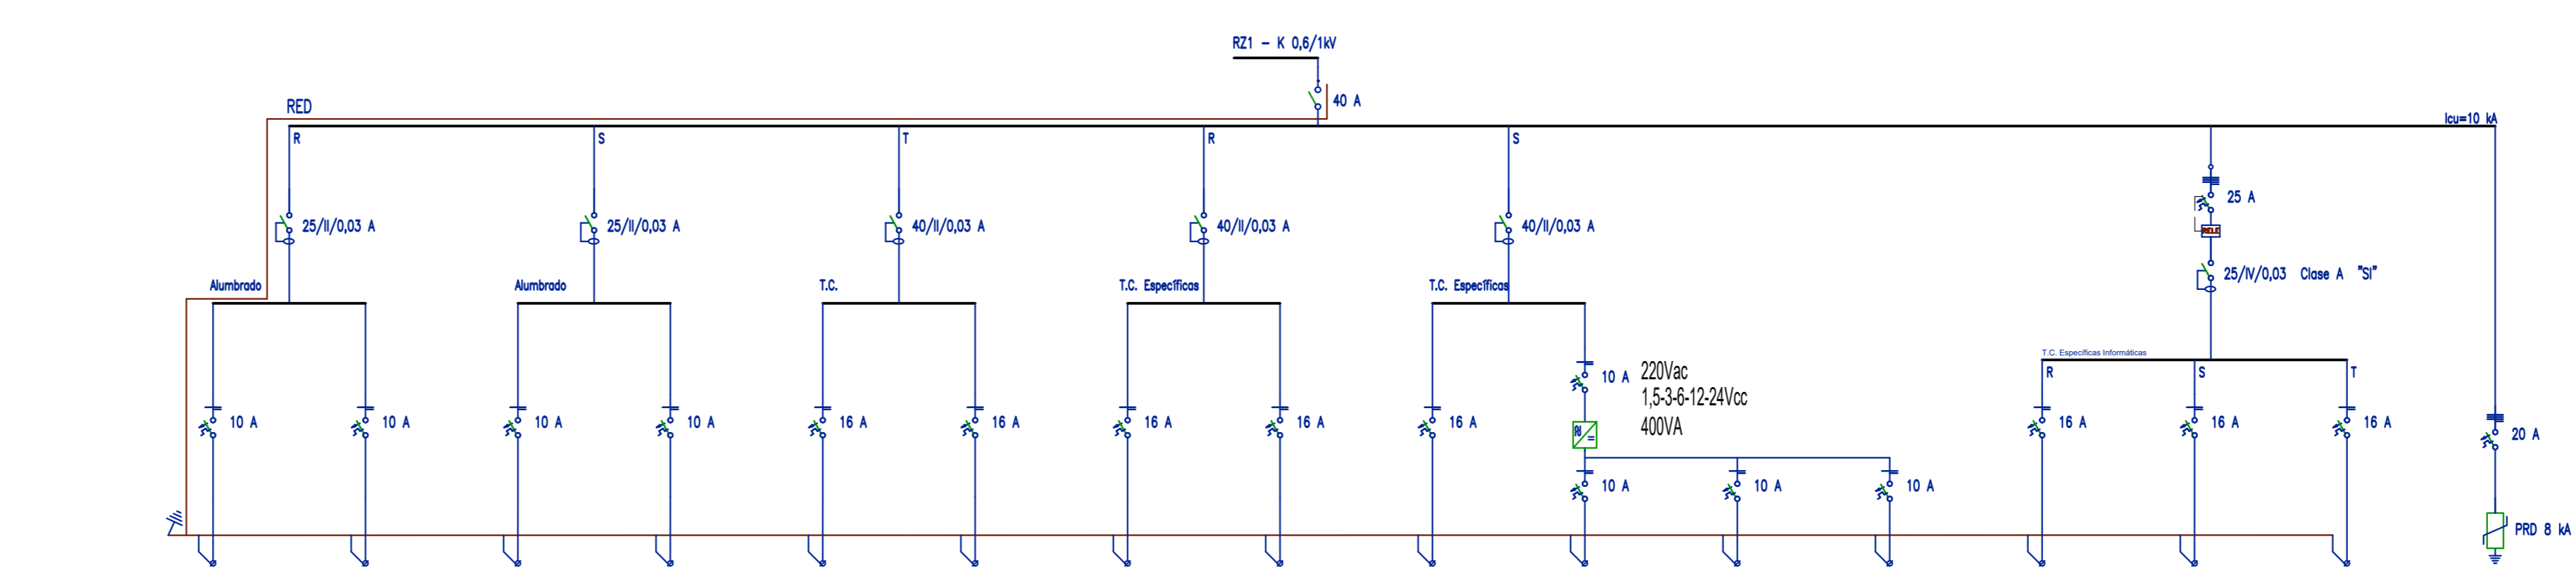 RZ1 - K 0,6/1kV
40 A
RED
Icu=10 kA
R
S
T
R
S
25/II/0,03 A
25/II/0,03 A
40/II/0,03 A
40/II/0,03 A
40/II/0,03 A
25 A
RELE
25/IV/0,03 Clase A "SI"
Alumbrado
Alumbrado
T.C.
T.C. Específicas
T.C. Específicas
T.C. Específicas Informáticas
R
S
T
10 A
220Vac
1,5-3-6-12-24Vcc
400VA
10 A
10 A
10 A
10 A
16 A
16 A
16 A
16 A
16 A
16 A
16 A
16 A
20 A
10 A
10 A
10 A
PRD 8 kA